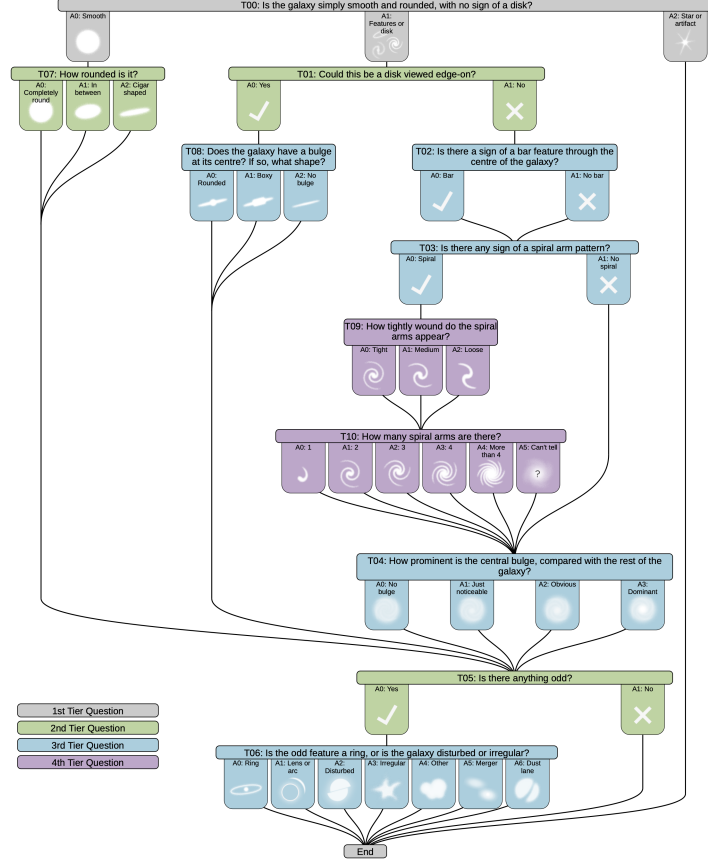 T00: Is the galaxy simply smooth and rounded, with no sign of a disk?
A0: Smooth
A1:
Features or
disk
A2: Star or
artifact
T07: How rounded is it?
A0:
Completely
round
A1: In
between
A2: Cigar
shaped
T01: Could this be a disk viewed edge-on?
A0: Yes
A1: No
T08: Does the galaxy have a bulge
at its centre? If so, what shape?
A0:
Rounded
A1: Boxy
A2: No
bulge
T02: Is there a sign of a bar feature through the
centre of the galaxy?
A0: Bar
A1: No bar
T03: Is there any sign of a spiral arm pattern?
A0: Spiral
A1: No
spiral
T09: How tightly wound do the spiral
arms appear?
A0: Tight
A1: Medium
A2: Loose
T10: How many spiral arms are there?
A0: 1
A1: 2
A2: 3
A3: 4
A4: More
than 4
A5: Can't tell
?
T04: How prominent is the central bulge, compared with the rest of the
galaxy?
A0: No
bulge
A1: Just
noticeable
A2: Obvious
A3:
Dominant
T05: Is there anything odd?
A0: Yes
A1: No
T06: Is the odd feature a ring, or is the galaxy disturbed or irregular?
A0: Ring
A1: Lens or
arc
A2:
Disturbed
A3: Irregular
A4: Other
A5: Merger
A6: Dust
lane
End
1st Tier Question
2nd Tier Question
3rd Tier Question
4th Tier Question